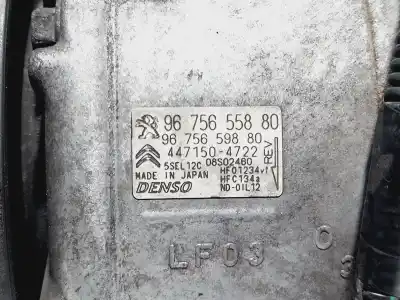 96 756 558 80
96 756 598 80
447150-4722
5SEL12C 08S02460
REV
MADE IN JAPAN
HFO1234yf
HFC134a
DENSO
ND-OIL12
LF03